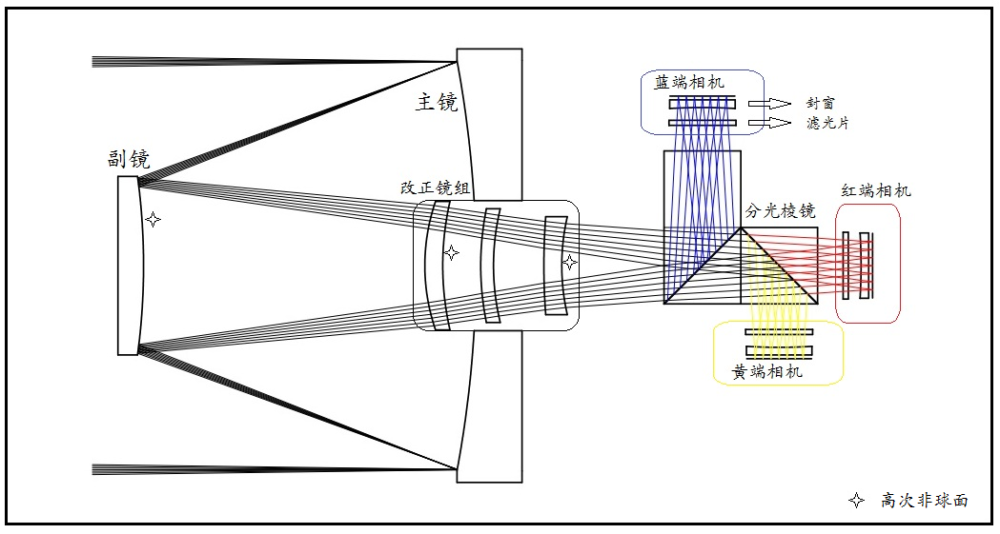 蓝端相机
封窗
滤光片
主镜
副镜
改正镜组
红端相机
分光棱镜
黄端相机
高次非球面